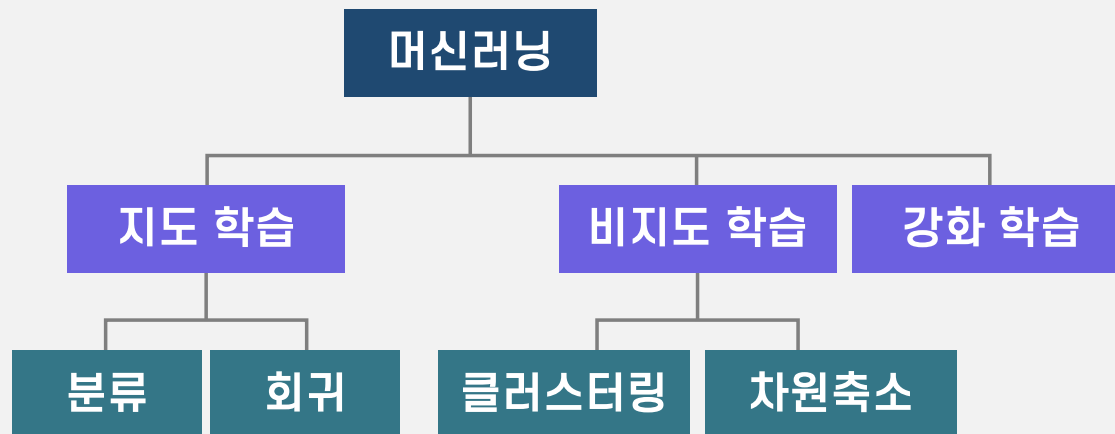 머신러닝
지도 학습
비지도 학습
강화 학습
분류
회귀
클러스터링
차원축소